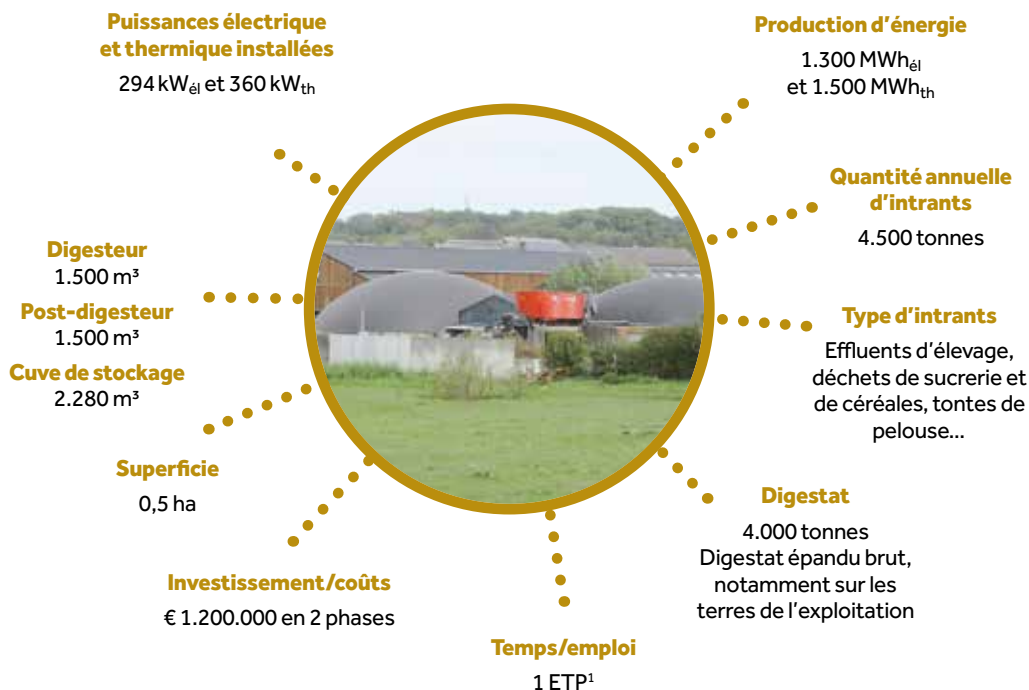 Puissances électrique
et thermique installées
294 kWél et 360 kWth
Production d'énergie
1.300 MWhél
et 1.500 MWhth
Quantité annuelle
d'intrants
4.500 tonnes
Digesteur
1.500 m³
Post-digesteur
1.500 m³
Cuve de stockage
2.280 m³
Type d'intrants
Effluents d'élevage,
déchets de sucrerie et
de céréales, tontes de
pelouse...
Superficie
0,5 ha
Digestat
4.000 tonnes
Digestat épandu brut,
notamment sur les
terres de l'exploitation
Investissement/coûts
€ 1.200.000 en 2 phases
Temps/emploi
1 ETP¹